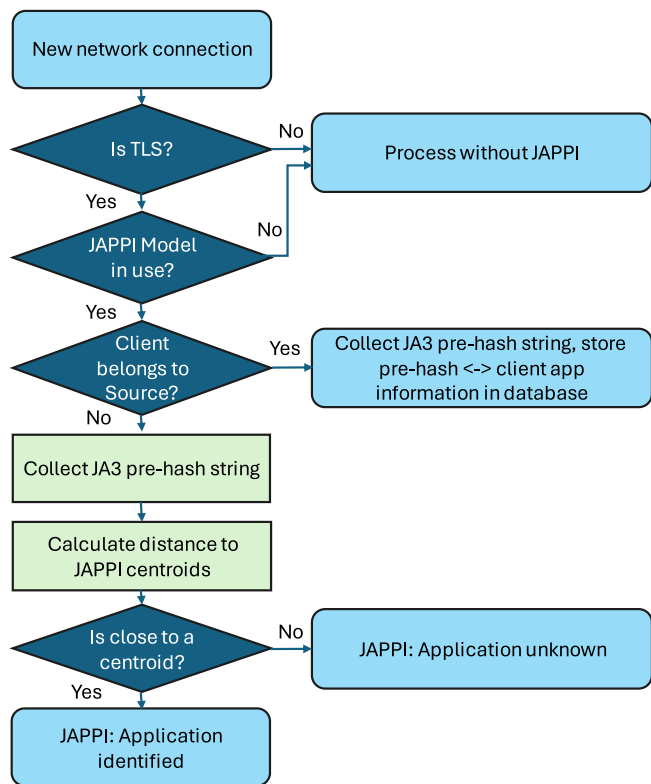 New network connection
Is TLS?
No
Process without JAPPI
Yes
No
JAPPI Model
in use?
Yes
Client
belongs to
Source?
Yes
Collect JA3 pre-hash string, store
pre-hash <-> client app
information in database
No
Collect JA3 pre-hash string
Calculate distance to
JAPPI centroids
Is close to a
centroid?
No
JAPPI: Application unknown
Yes
JAPPI: Application
identified